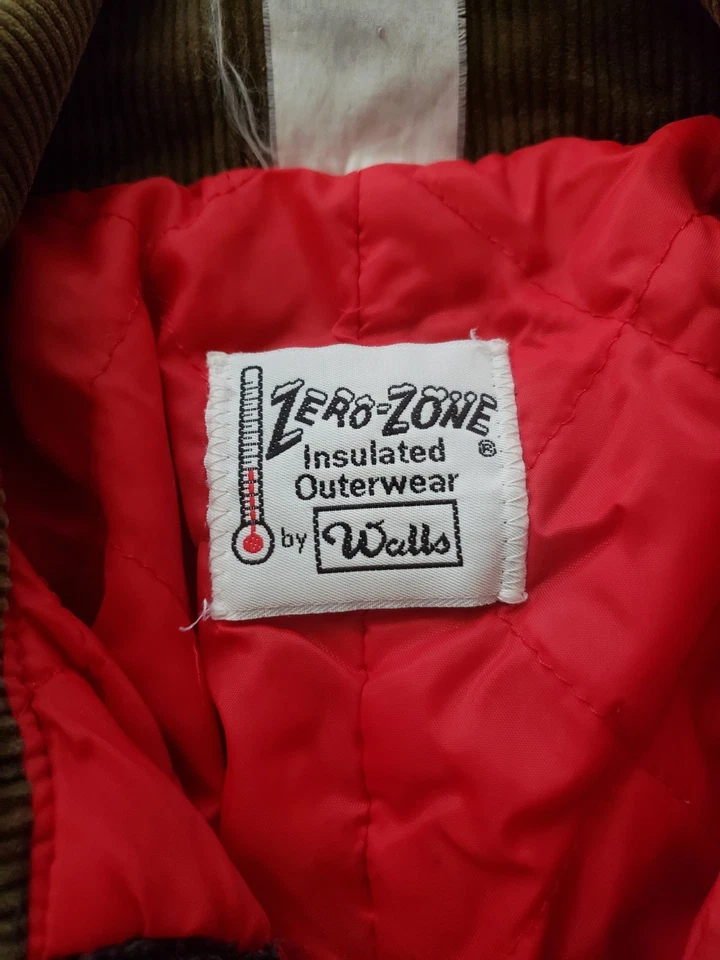 ZERO-ZONE ®
Insulated
Outerwear
by Walls